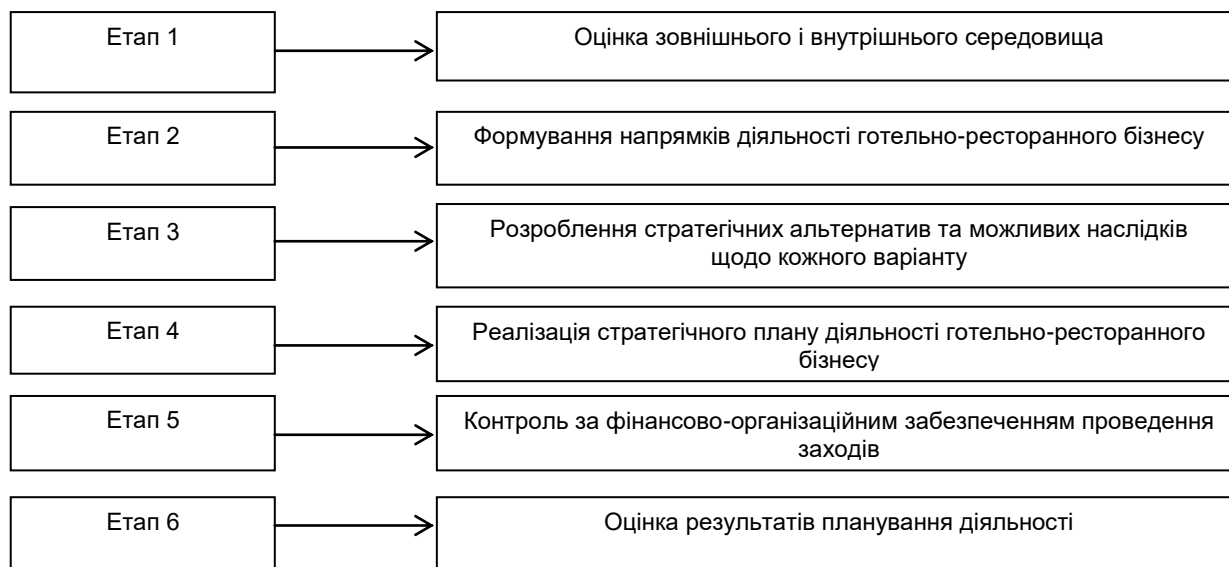 Етап 1
Оцінка зовнішнього і внутрішнього середовища
Етап 2
Формування напрямків діяльності готельно-ресторанного бізнесу
Етап 3
Розроблення стратегічних альтернатив та можливих наслідків
щодо кожного варіанту
Етап 4
Реалізація стратегічного плану діяльності готельно-ресторанного
бізнесу
Етап 5
Контроль за фінансово-організаційним забезпеченням проведення
заходів
Етап 6
Оцінка результатів планування діяльності